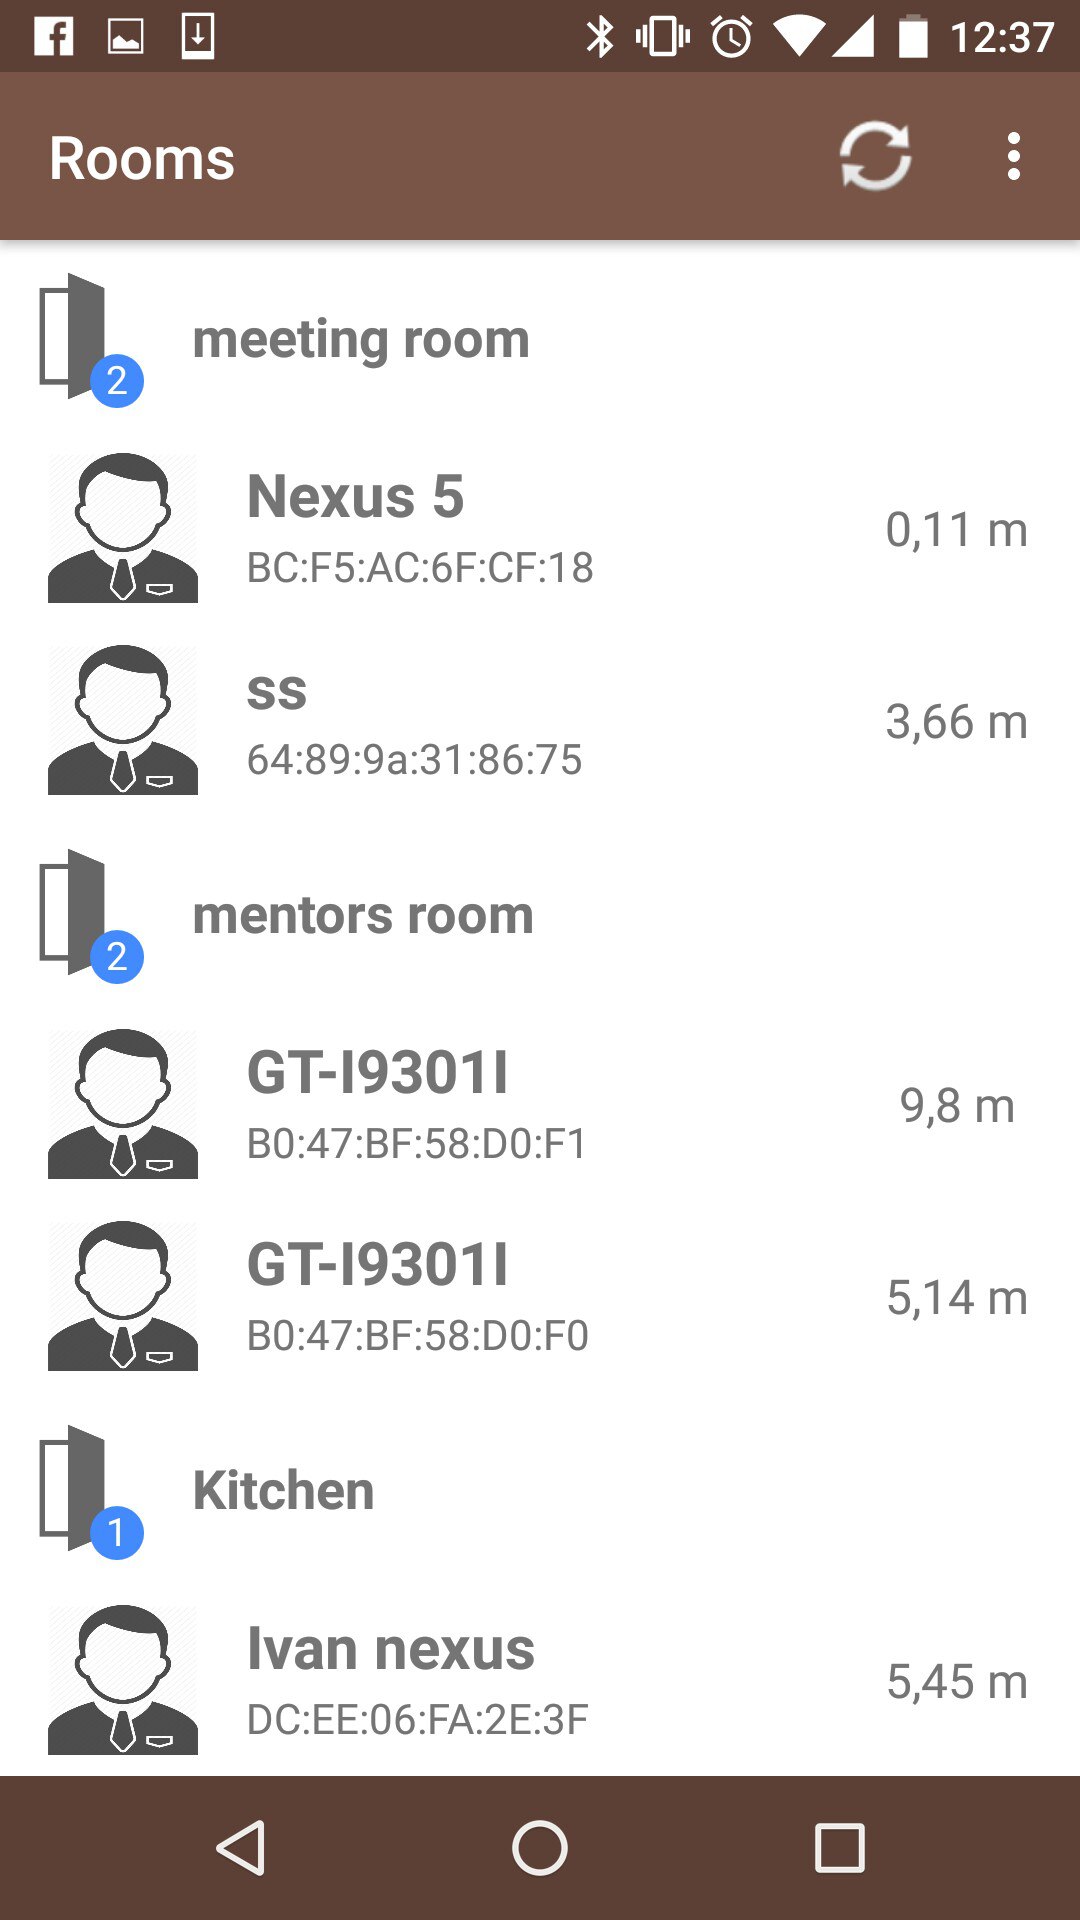 12:37
Rooms
meeting room
2
Nexus 5
BC:F5:AC:6F:CF:18
0,11 m
ss
64:89:9a:31:86:75
3,66 m
mentors room
2
GT-I9301I
B0:47:BF:58:D0:F1
9,8 m
GT-I9301I
B0:47:BF:58:D0:F0
5,14 m
Kitchen
1
Ivan nexus
DC:EE:06:FA:2E:3F
5,45 m